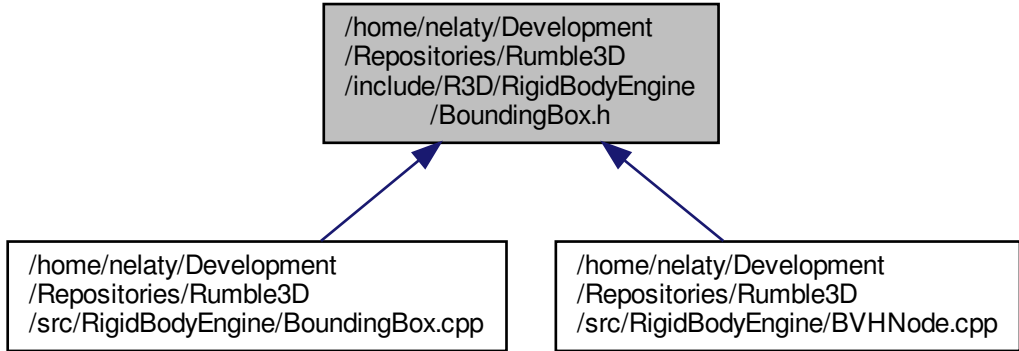 /home/nelaty/Development
/Repositories/Rumble3D
/include/R3D/RigidBodyEngine
/BoundingBox.h
/home/nelaty/Development
/Repositories/Rumble3D
/src/RigidBodyEngine/BoundingBox.cpp
/home/nelaty/Development
/Repositories/Rumble3D
/src/RigidBodyEngine/BVHNode.cpp